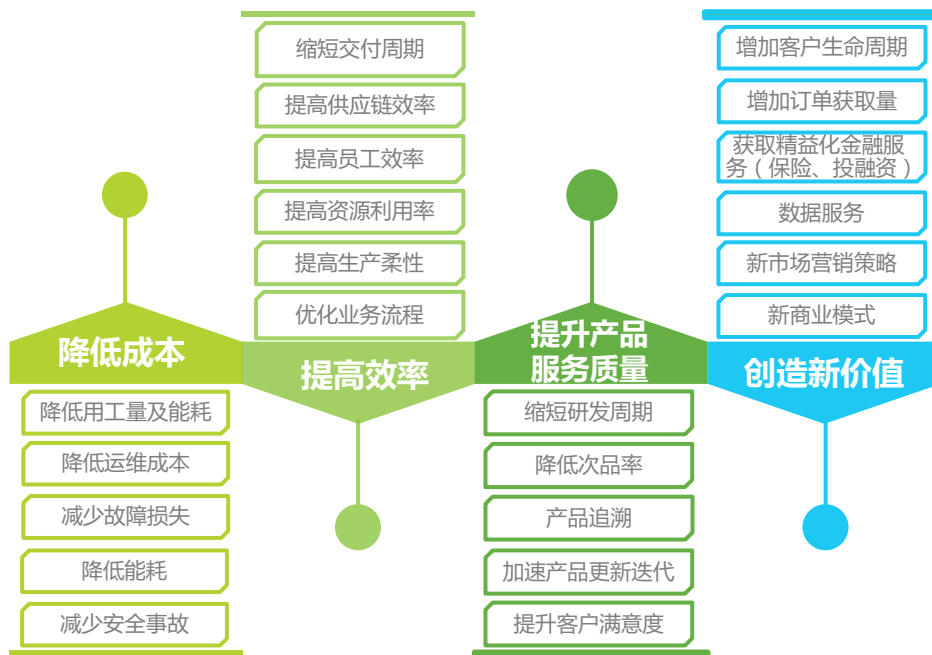 降低成本
降低用工量及能耗
降低运维成本
减少故障损失
降低能耗
减少安全事故
缩短交付周期
提高供应链效率
提高员工效率
提高资源利用率
提高生产柔性
优化业务流程
提高效率
提升产品
服务质量
缩短研发周期
降低次品率
产品追溯
加速产品更新迭代
提升客户满意度
增加客户生命周期
增加订单获取量
获取精益化金融服
务（保险、投融资）
数据服务
新市场营销策略
新商业模式
创造新价值